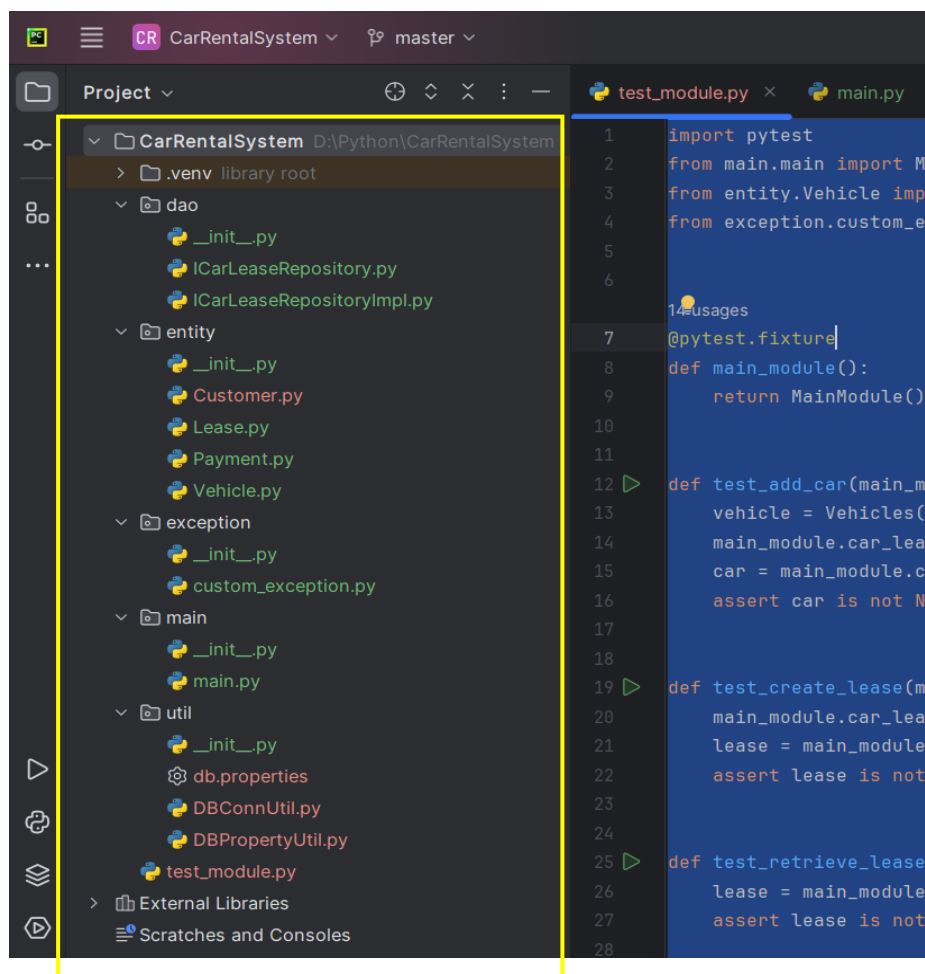 PC
CR CarRentalSystem master
Project
CarRentalSystem D:\Python\CarRentalSystem
.venv library root
dao
__init__.py
ICarLeaseRepository.py
ICarLeaseRepositoryImpl.py
entity
__init__.py
Customer.py
Lease.py
Payment.py
Vehicle.py
exception
__init__.py
custom_exception.py
main
__init__.py
main.py
util
__init__.py
db.properties
DBConnUtil.py
DBPropertyUtil.py
test_module.py
External Libraries
Scratches and Consoles
test_module.py main.py
1 import pytest
2 from main.main import M
3 from entity.Vehicle imp
4 from exception.custom_e
5
6
14 usages
7 @pytest.fixture
8 def main_module():
9 return MainModule()
10
11
12 def test_add_car(main_m
13 vehicle = Vehicles(
14 main_module.car_lea
15 car = main_module.c
16 assert car is not N
17
18
19 def test_create_lease(m
20 main_module.car_lea
21 lease = main_module
22 assert lease is not
23
24
25 def test_retrieve_lease
26 lease = main_module
27 assert lease is not
28